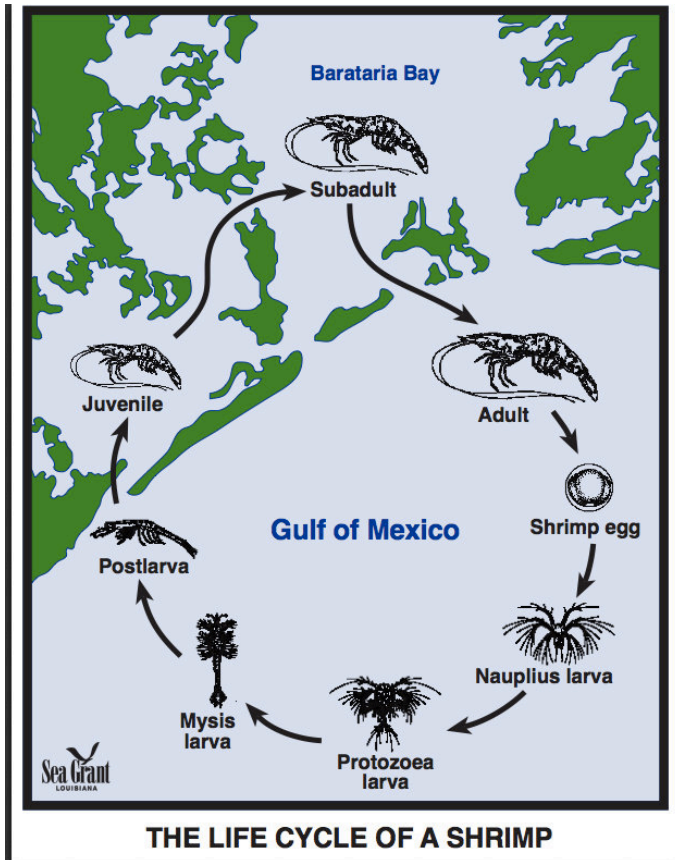 Barataria Bay
Subadult
Juvenile
Adult
Shrimp egg
Gulf of Mexico
Postlarva
Nauplius larva
Mysis
larva
Protozoea
larva
Sea Grant
LOUISIANA
THE LIFE CYCLE OF A SHRIMP